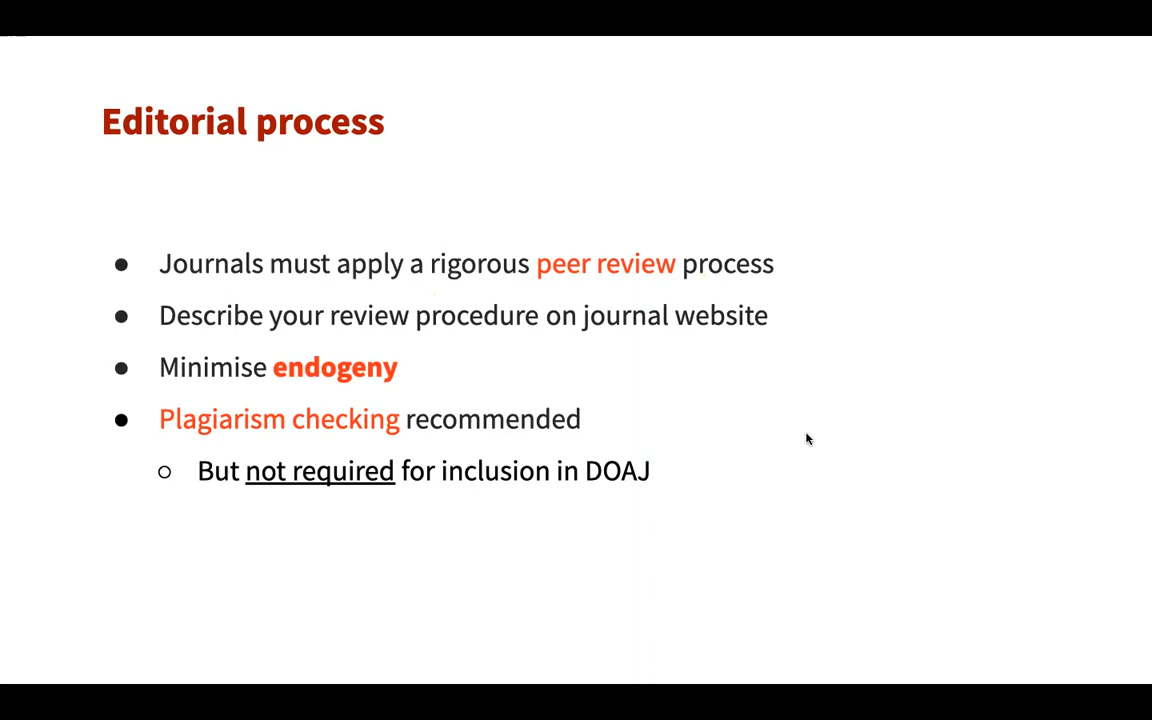 Editorial process
● Journals must apply a rigorous peer review process
● Describe your review procedure on journal website
● Minimise endogeny
● Plagiarism checking recommended
○ But not required for inclusion in DOAJ